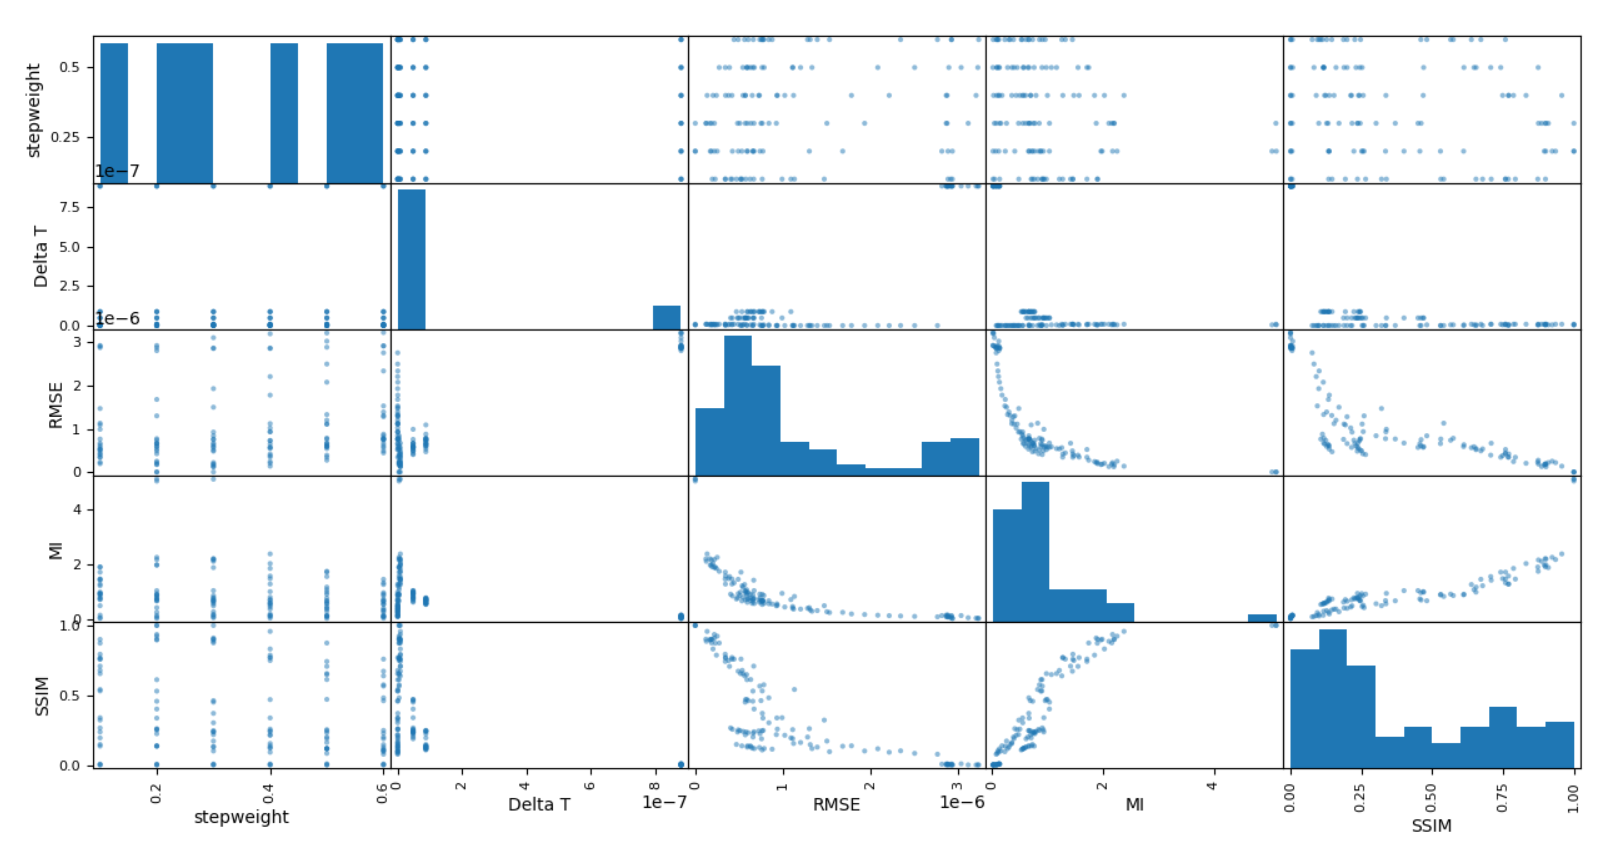 stepweight
0.5
0.25
1e−7
Delta T
7.5
5.0
2.5
0.0
1e−6
RMSE
3
2
1
0
MI
4
2
0
SSIM
1.0
0.5
0.0
0.2 0.4 0.6 0 2 4 6 8 0 1 2 3 0 2 4 0.00 0.25 0.50 0.75 1.00
stepweight Delta T 1e−7 RMSE 1e−6 MI SSIM